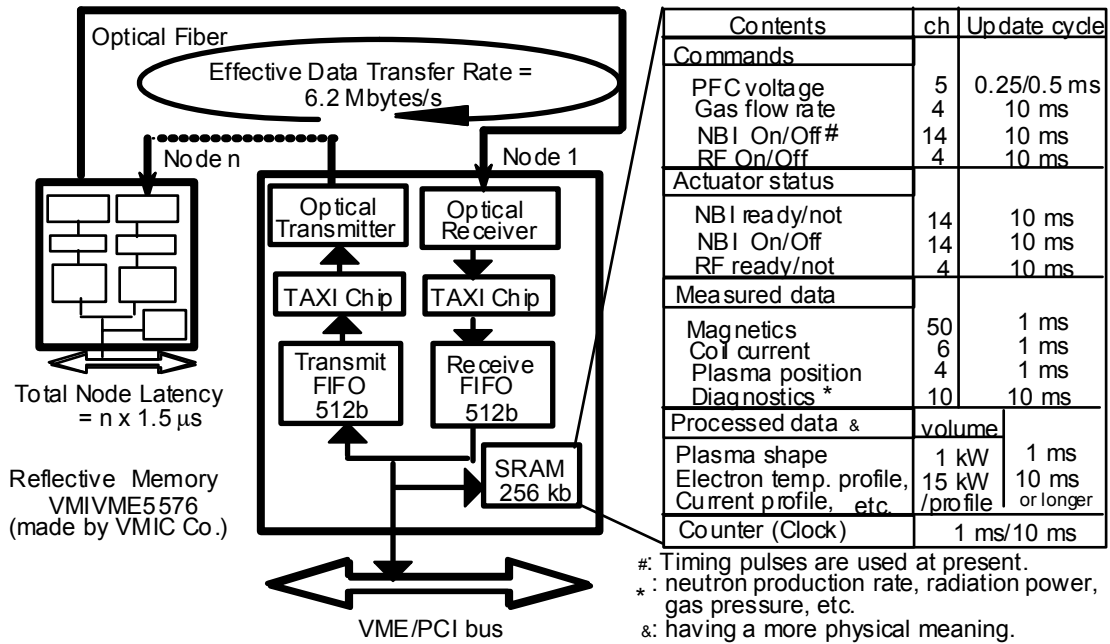 Optical Fiber
Effective Data Transfer Rate =
6.2 Mbytes/s
Node n
Node 1
Optical
Transmitter
Optical
Receiver
TAXI Chip
TAXI Chip
Transmit
FIFO
512b
Receive
FIFO
512b
SRAM
256 kb
Total Node Latency
= n x 1.5 μs
Reflective Memory
VMIVME5576
(made by VMIC Co.)
VME/PCI bus
Contents ch Update cycle
Commands
PFC voltage 5 0.25/0.5 ms
Gas flow rate 4 10 ms
NBI On/Off# 14 10 ms
RF On/Off 4 10 ms
Actuator status
NBI ready/not 14 10 ms
NBI On/Off 14 10 ms
RF ready/not 4 10 ms
Measured data
Magnetics 50 1 ms
Coil current 6 1 ms
Plasma position 4 1 ms
Diagnostics * 10 10 ms
Processed data & volume
Plasma shape 1 kW 1 ms
Electron temp. profile, 15 kW 10 ms
Current profile, etc. /profile or longer
Counter (Clock) 1 ms/10 ms
#: Timing pulses are used at present.
* : neutron production rate, radiation power,
gas pressure, etc.
&: having a more physical meaning.